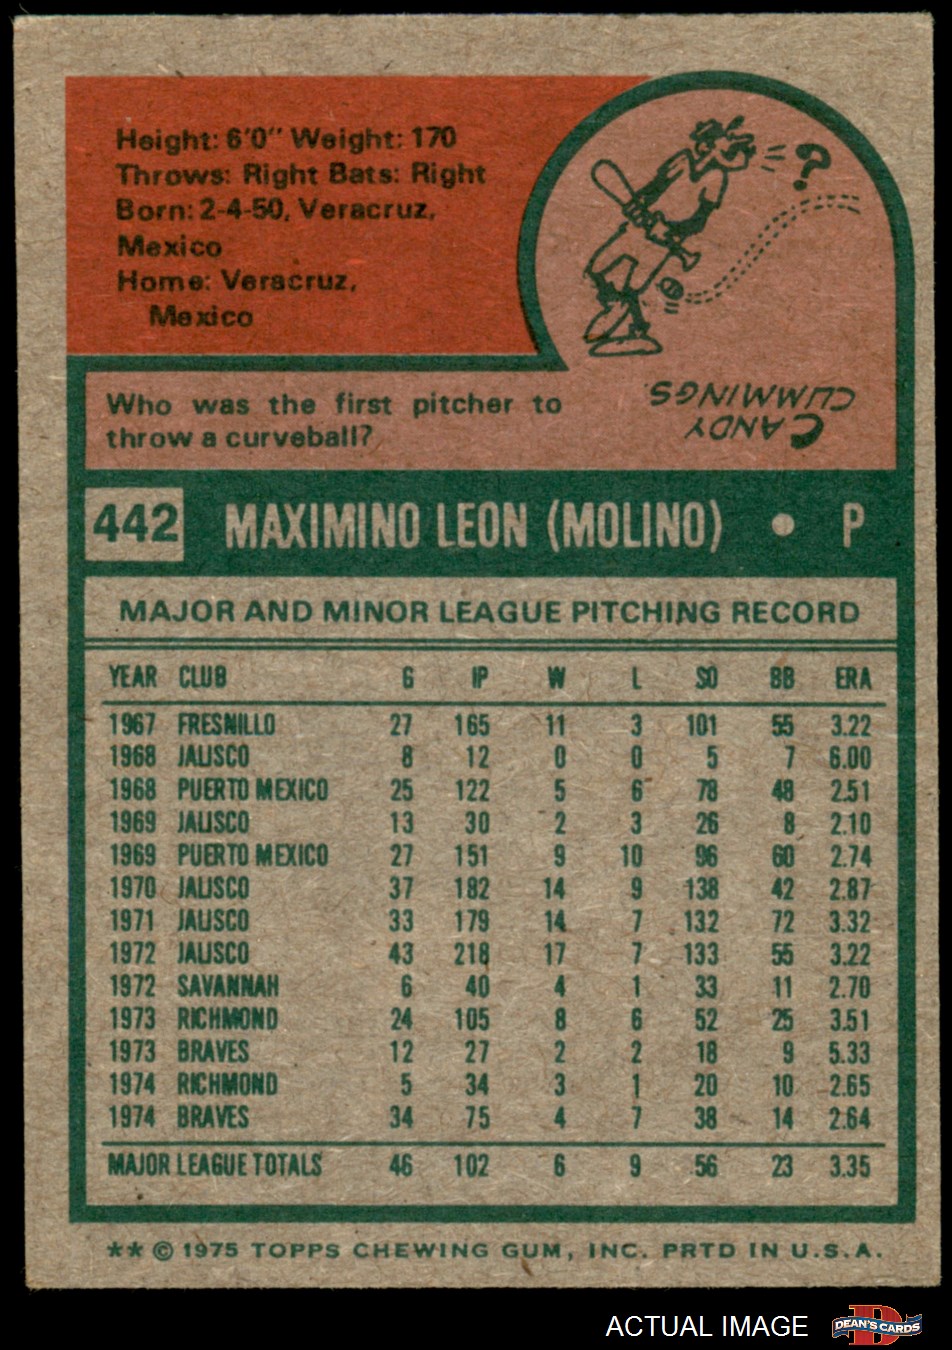 Height: 6'0" Weight: 170
Throws: Right Bats: Right
Born: 2-4-50, Veracruz,
Mexico
Home: Veracruz,
Mexico
?
Who was the first pitcher to
throw a curveball?
CANDY
CUMMINGS.
442 MAXIMINO LEON (MOLINO) • P
MAJOR AND MINOR LEAGUE PITCHING RECORD
YEAR CLUB G IP W L SO BB ERA
1967 FRESNILLO 27 165 11 3 101 55 3.22
1968 JALISCO 8 12 0 0 5 7 6.00
1968 PUERTO MEXICO 25 122 5 6 78 48 2.51
1969 JALISCO 13 30 2 3 26 8 2.10
1969 PUERTO MEXICO 27 151 9 10 96 60 2.74
1970 JALISCO 37 182 14 9 138 42 2.87
1971 JALISCO 33 179 14 7 132 72 3.32
1972 JALISCO 43 218 17 7 133 55 3.22
1972 SAVANNAH 6 40 4 1 33 11 2.70
1973 RICHMOND 24 105 8 6 52 25 3.51
1973 BRAVES 12 27 2 2 18 9 5.33
1974 RICHMOND 5 34 3 1 20 10 2.65
1974 BRAVES 34 75 4 7 38 14 2.64
MAJOR LEAGUE TOTALS 46 102 6 9 56 23 3.35
** © 1975 TOPPS CHEWING GUM, INC. PRTD IN U.S.A.
ACTUAL IMAGE
D
DEAN'S CARDS